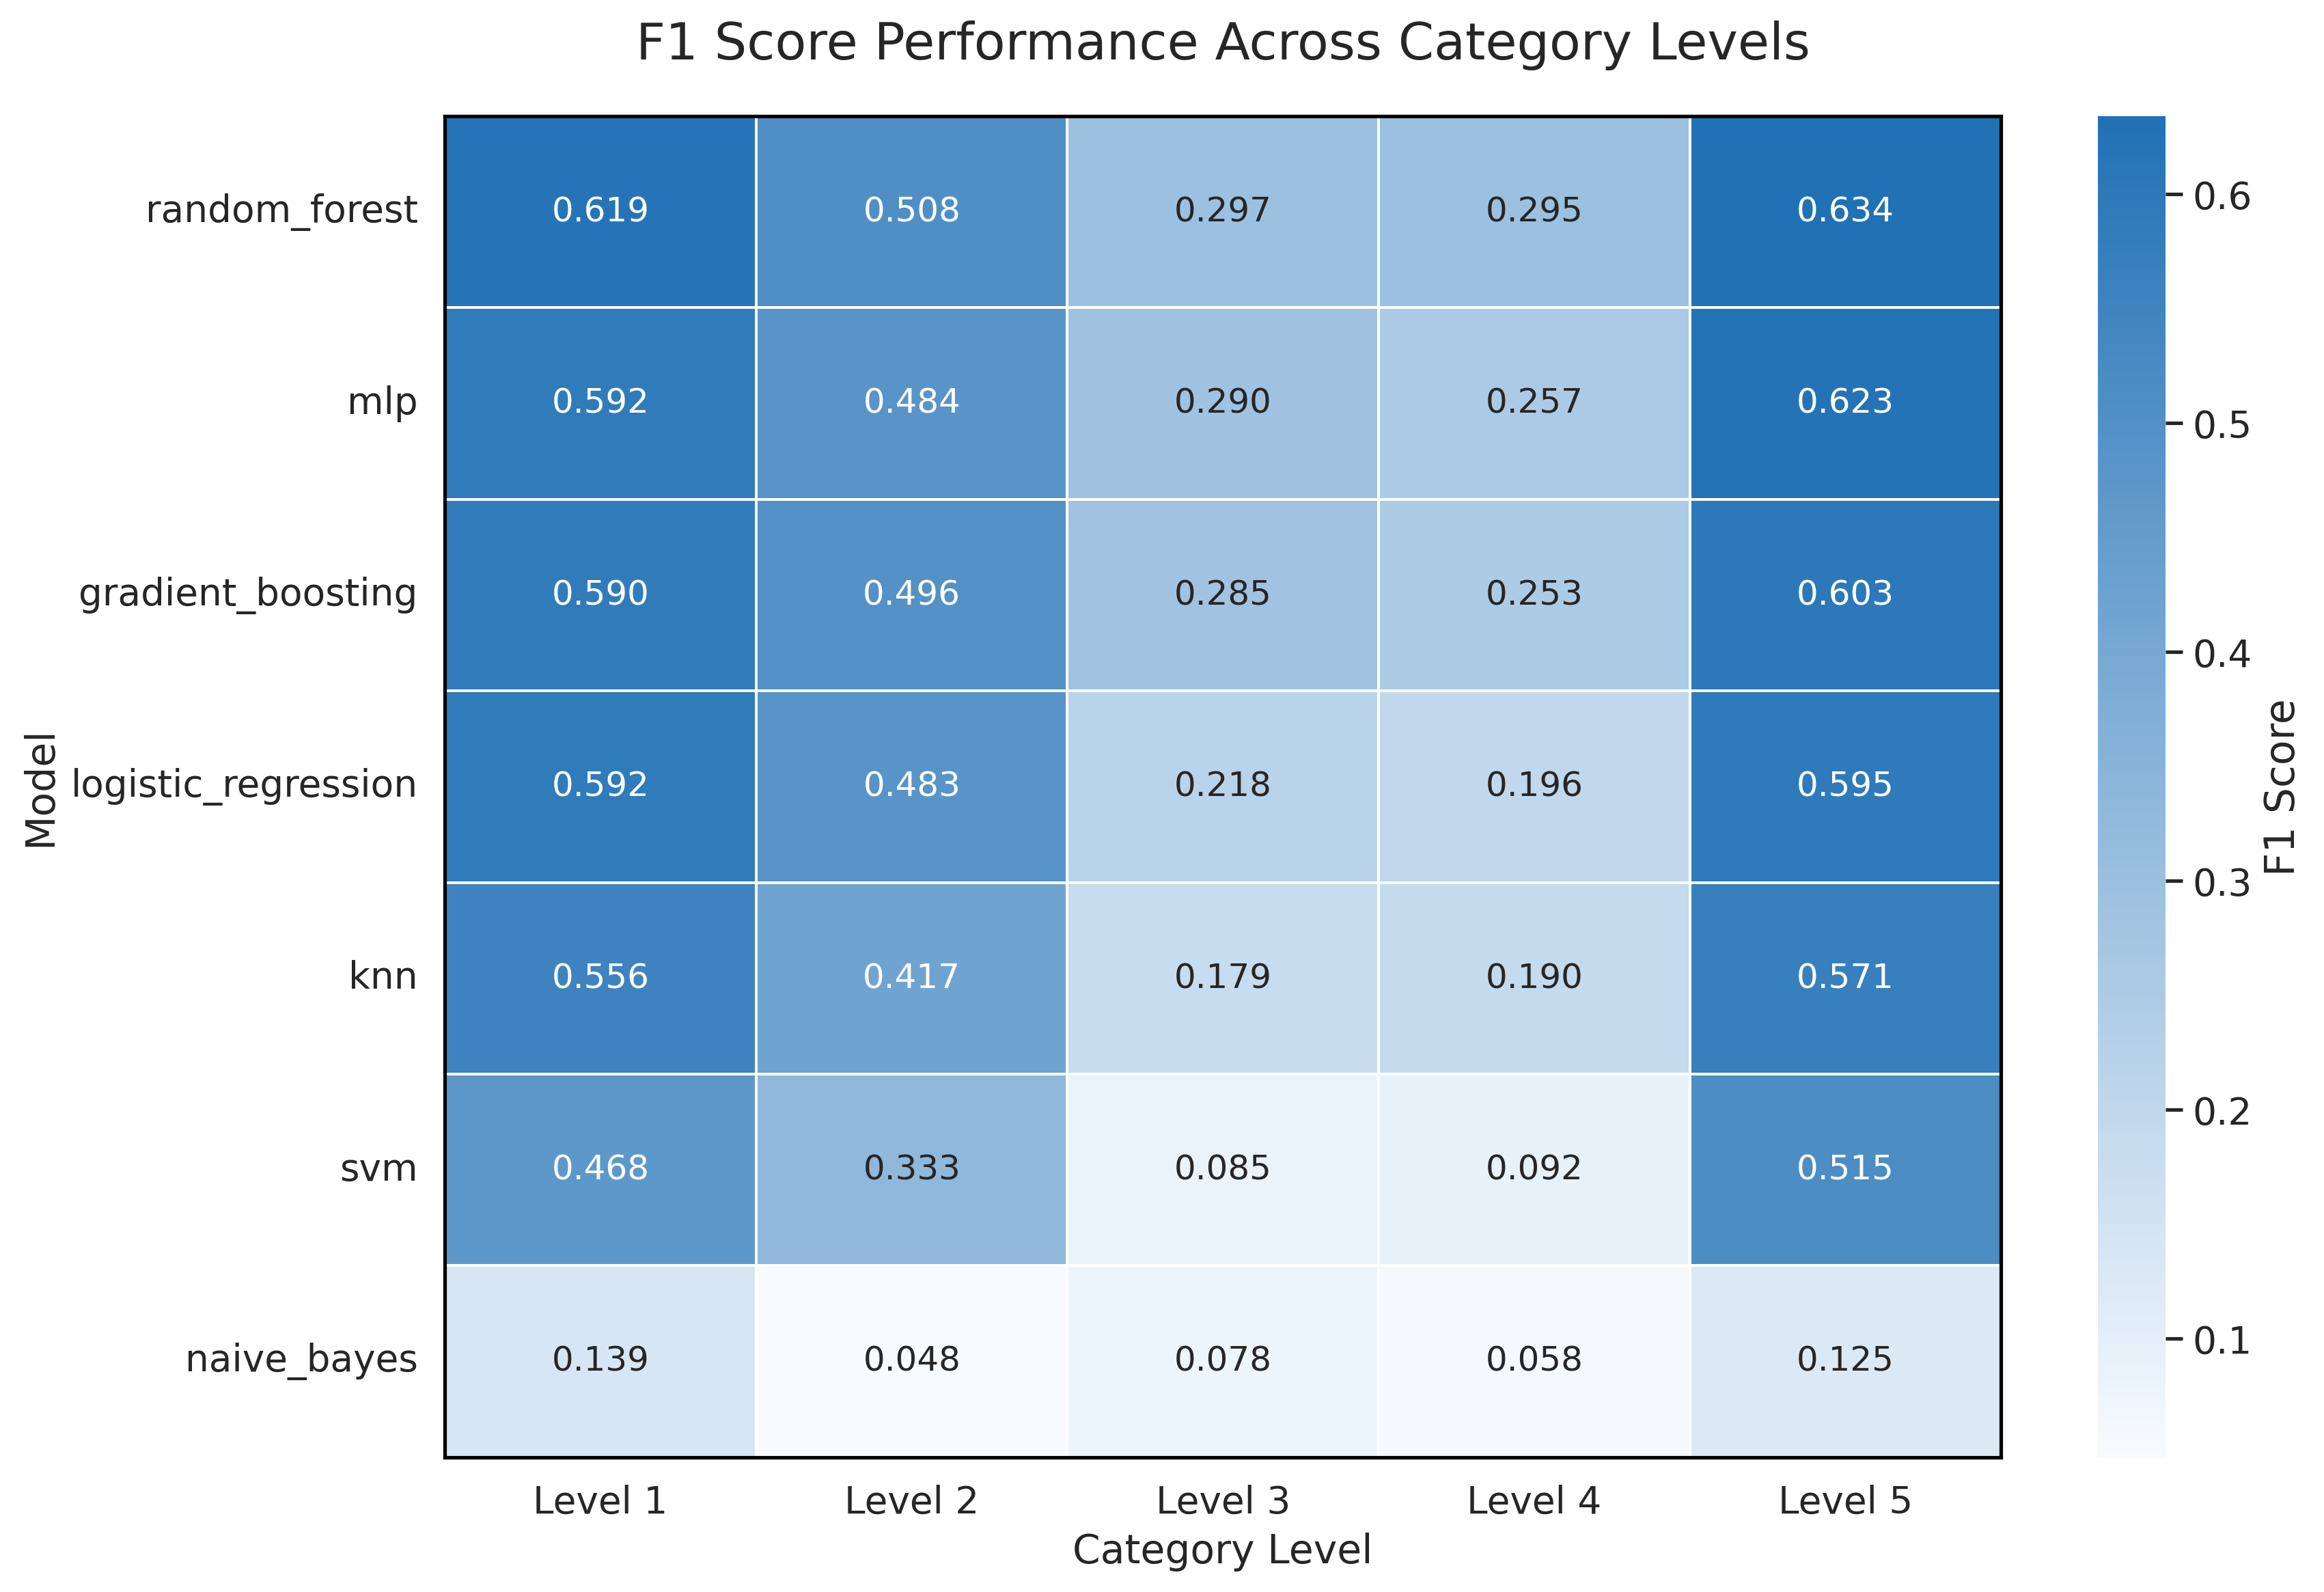 F1 Score Performance Across Category Levels
random_forest 0.619 0.508 0.297 0.295 0.634
mlp 0.592 0.484 0.290 0.257 0.623
gradient_boosting 0.590 0.496 0.285 0.253 0.603
logistic_regression 0.592 0.483 0.218 0.196 0.595
knn 0.556 0.417 0.179 0.190 0.571
svm 0.468 0.333 0.085 0.092 0.515
naive_bayes 0.139 0.048 0.078 0.058 0.125
Level 1 Level 2 Level 3 Level 4 Level 5
Category Level
Model
0.6
0.5
0.4
0.3
0.2
0.1
F1 Score